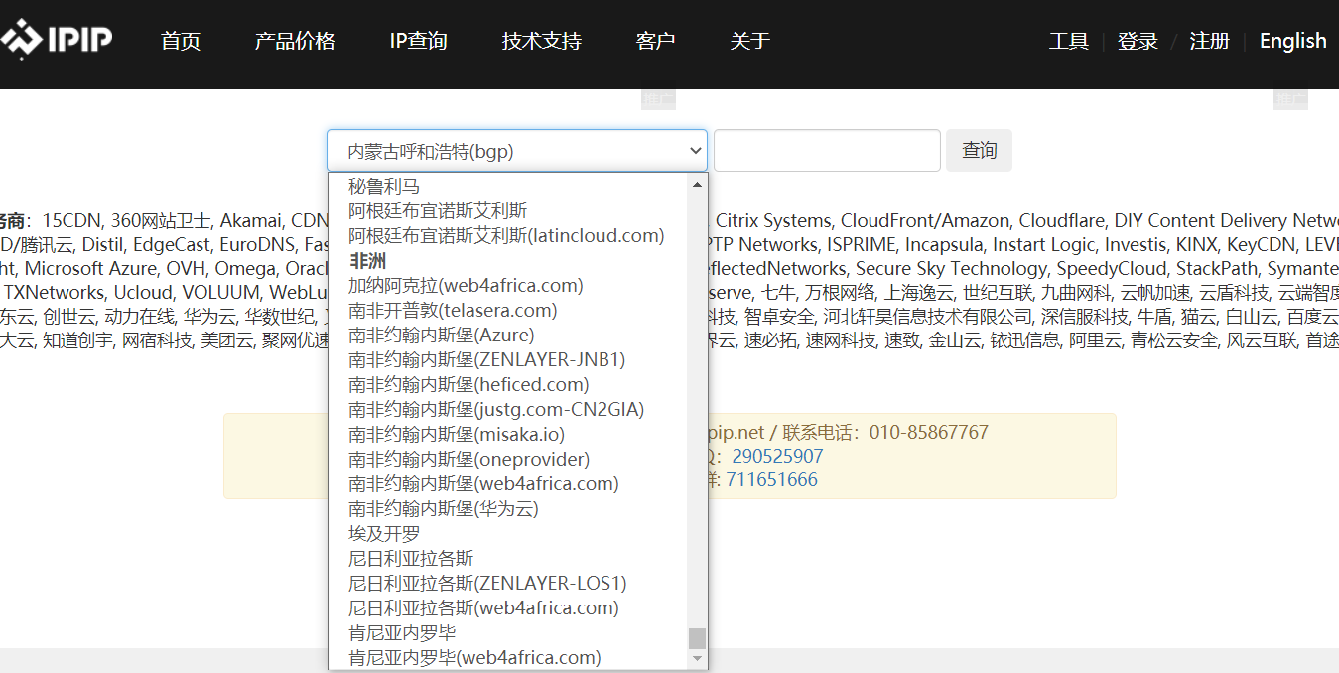 IPIP 首页 产品价格 IP查询 技术支持 客户 关于 工具 登录 注册 English
推广 推广
内蒙古呼和浩特(bgp) 查询
秘鲁利马
阿根廷布宜诺斯艾利斯
阿根廷布宜诺斯艾利斯(latincloud.com)
非洲
加纳阿克拉(web4africa.com)
南非开普敦(telasera.com)
南非约翰内斯堡(Azure)
南非约翰内斯堡(ZENLAYER-JNB1)
南非约翰内斯堡(heficed.com)
南非约翰内斯堡(justg.com-CN2GIA)
南非约翰内斯堡(misaka.io)
南非约翰内斯堡(oneprovider)
南非约翰内斯堡(web4africa.com)
南非约翰内斯堡(华为云)
埃及开罗
尼日利亚拉各斯
尼日利亚拉各斯(ZENLAYER-LOS1)
尼日利亚拉各斯(web4africa.com)
肯尼亚内罗毕
肯尼亚内罗毕(web4africa.com)
务商：15CDN, 360网站卫士, Akamai, CDN Citrix Systems, CloudFront/Amazon, Cloudflare, DIY Content Delivery Netw
D/腾讯云, Distil, EdgeCast, EuroDNS, Fas PTP Networks, ISPRIME, Incapsula, Instart Logic, Investis, KINX, KeyCDN, LEV
ht, Microsoft Azure, OVH, Omega, Orac eflectedNetworks, Secure Sky Technology, SpeedyCloud, StackPath, Symante
TXNetworks, Ucloud, VOLUUM, WebLu serve, 七牛, 万根网络, 上海逸云, 世纪互联, 九曲网科, 云帆加速, 云盾科技, 云端智度
东云, 创世云, 动力在线, 华为云, 华数世纪, 科技, 智卓安全, 河北轩昊信息技术有限公司, 深信服科技, 牛盾, 猫云, 白山云, 百度云
大云, 知道创宇, 网宿科技, 美团云, 聚网优速 界云, 速必拓, 速网科技, 速致, 金山云, 铱迅信息, 阿里云, 青松云安全, 风云互联, 首途
pip.net / 联系电话：010-85867767
Q：290525907
群: 711651666